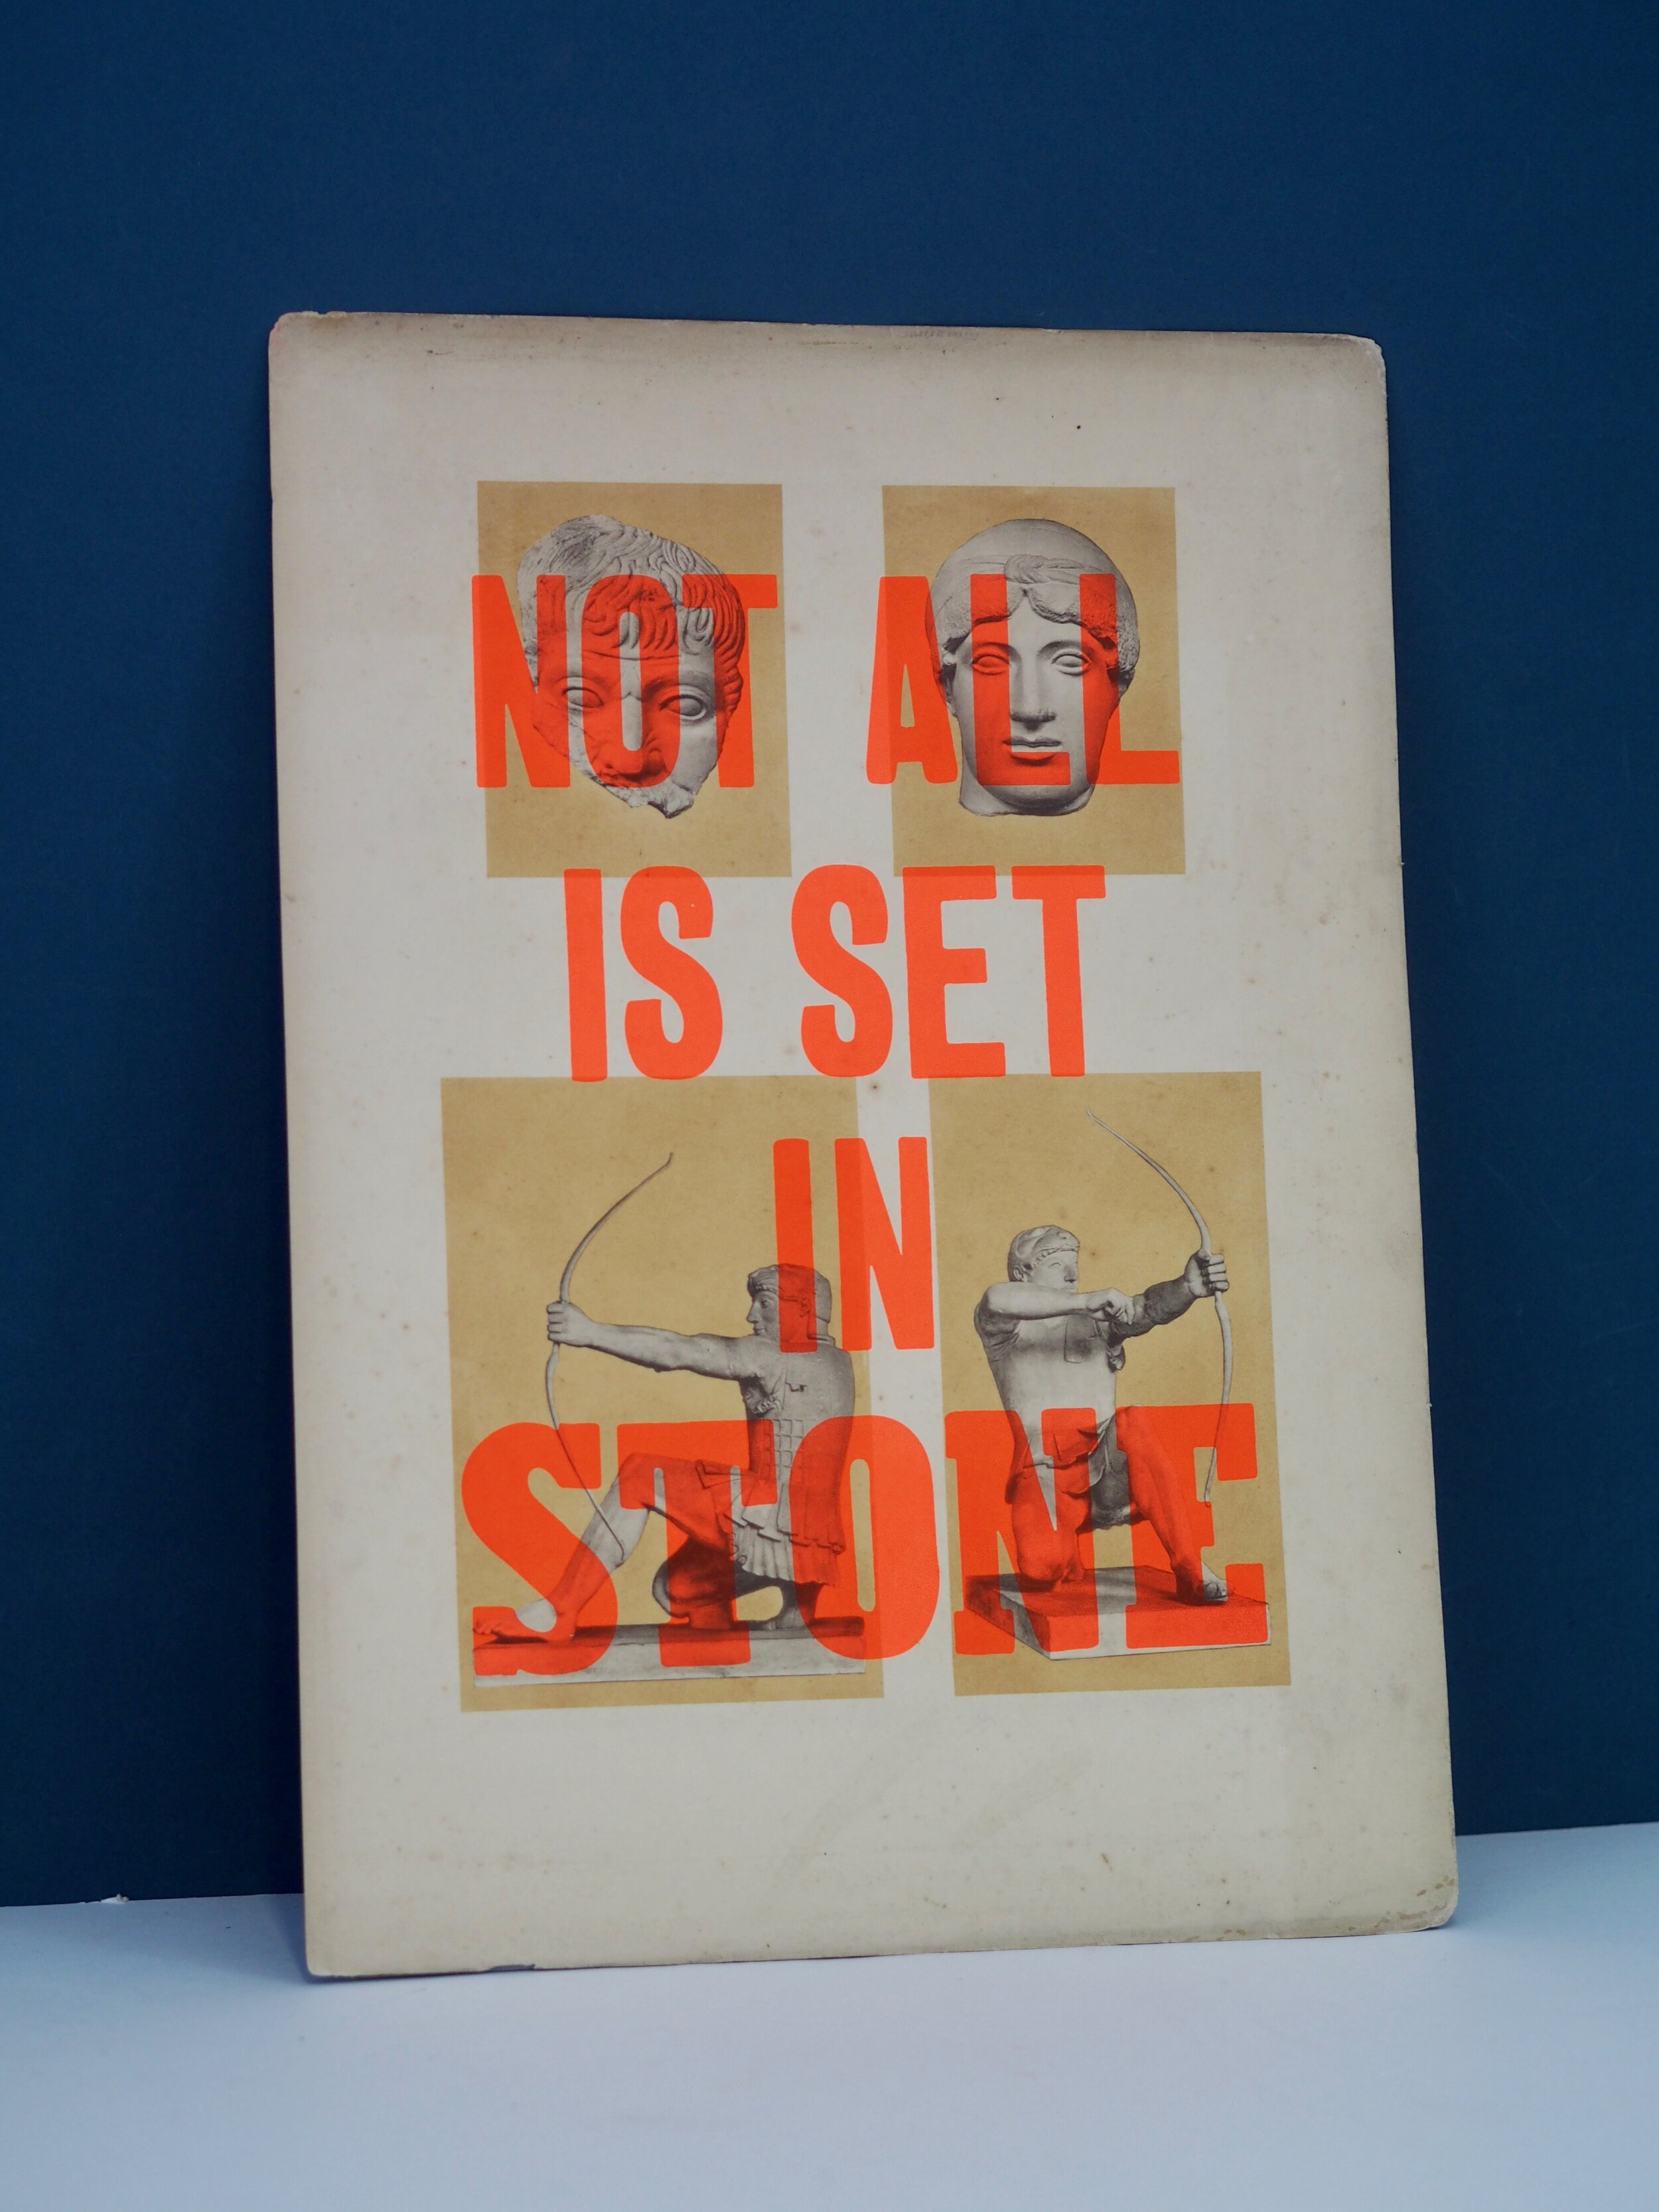 NOT ALL
IS SET
IN
STONE